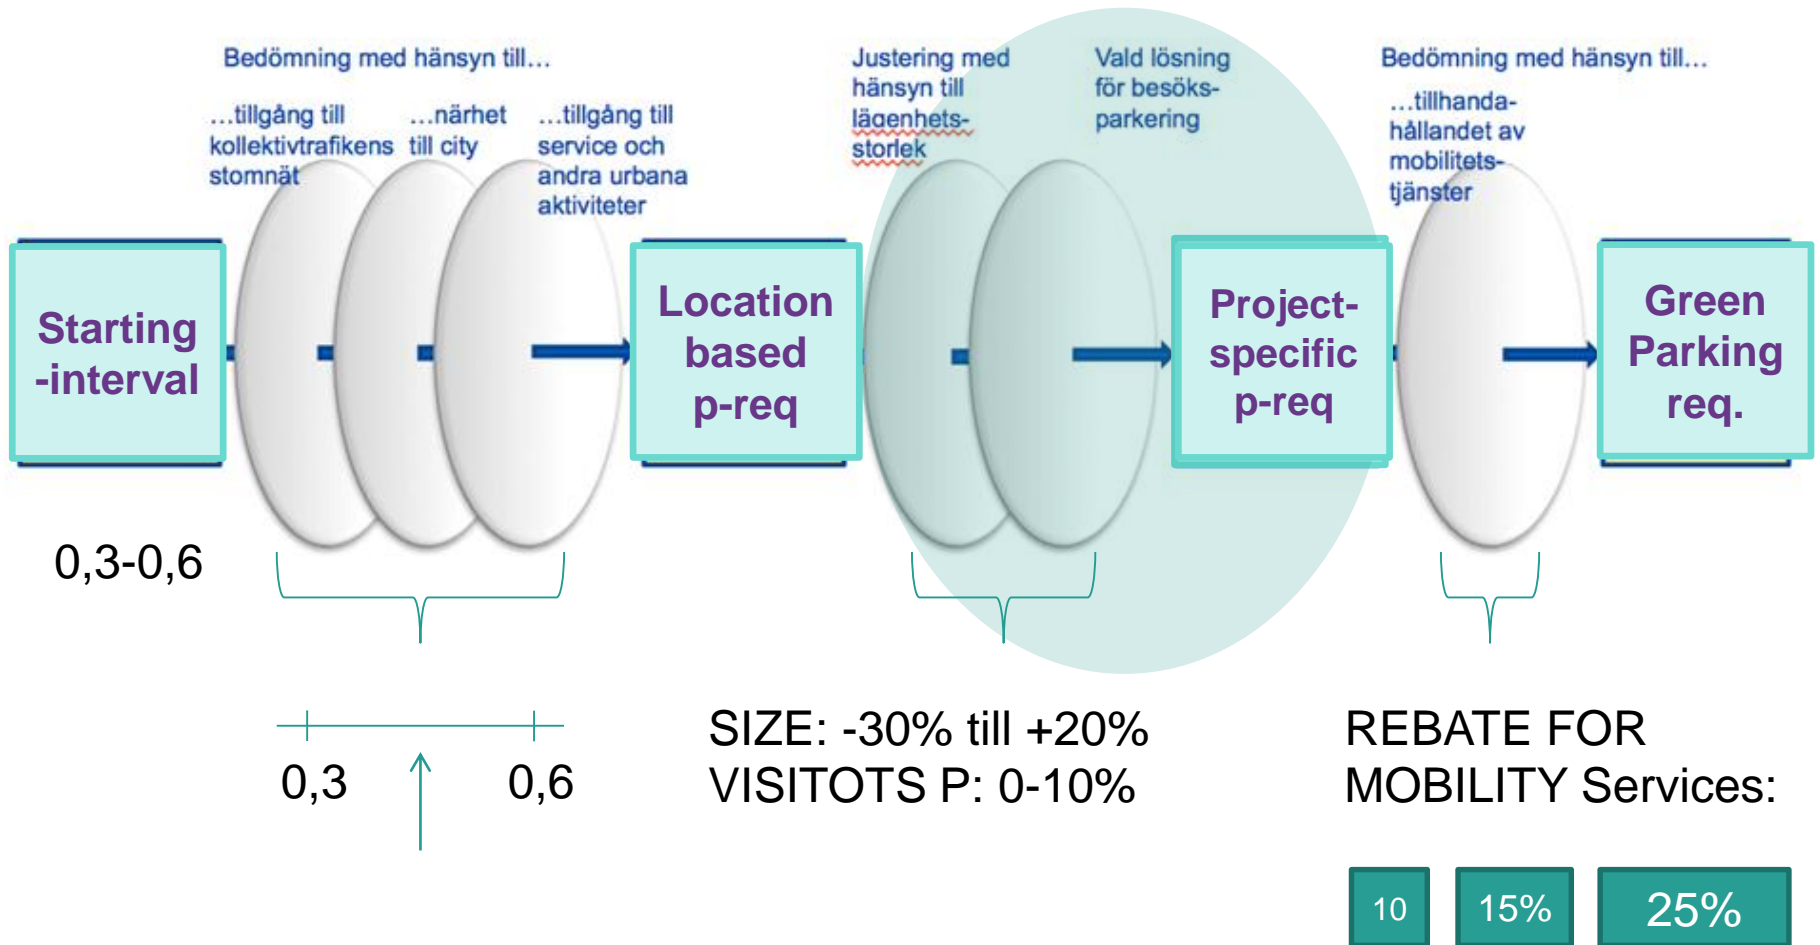 Bedömning med hänsyn till...
...tillgång till
kollektivtrafikens
stomnät
...närhet
till city
...tillgång till
service och
andra urbana
aktiviteter
Justering med
hänsyn till
lägenhets-
storlek
Vald lösning
för besöks-
parkering
Bedömning med hänsyn till...
...tillhanda-
hållandet av
mobilitets-
tjänster
Starting
-interval
Location
based
p-req
Project-
specific
p-req
Green
Parking
req.
0,3-0,6
0,3
0,6
SIZE: -30% till +20%
VISITOTS P: 0-10%
REBATE FOR
MOBILITY Services:
10
15%
25%